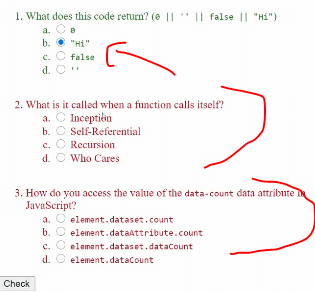 1. What does this code return? (0 || '' || false || "Hi")
a. 0
b. "Hi"
c. false
d. ''
2. What is it called when a function calls itself?
a. Inception
b. Self-Referential
c. Recursion
d. Who Cares
3. How do you access the value of the data-count data attribute in
JavaScript?
a. element.dataset.count
b. element.dataAttribute.count
c. element.dataset.dataCount
d. element.dataCount
Check